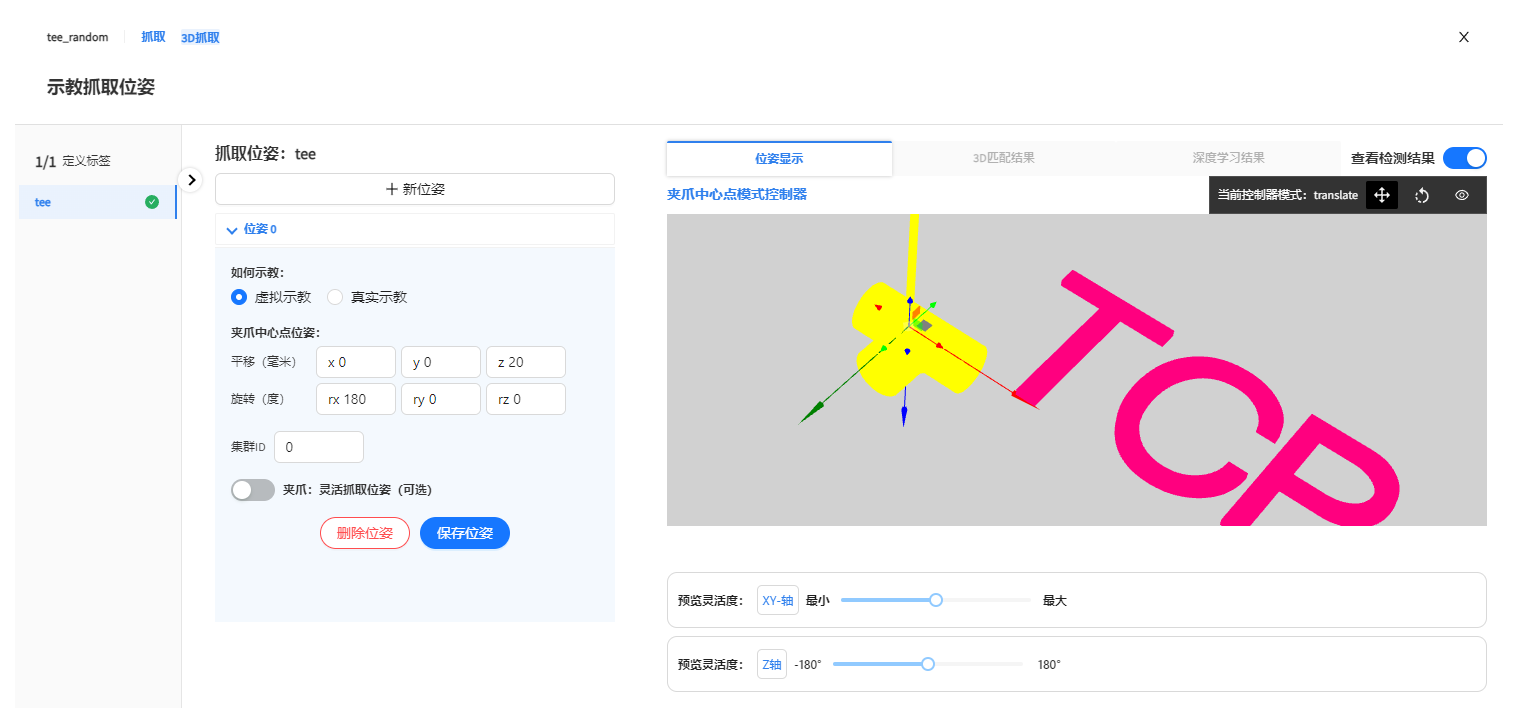 tee_random 抓取 3D抓取 X
示教抓取位姿
1/1 定义标签
tee
抓取位姿：tee
+ 新位姿
位姿 0
如何示教：
虚拟示教 真实示教
夹爪中心点位姿：
平移（毫米） x 0 y 0 z 20
旋转（度） rx 180 ry 0 rz 0
集群ID 0
夹爪：灵活抓取位姿（可选）
删除位姿 保存位姿
位姿显示 3D匹配结果 深度学习结果 查看检测结果
夹爪中心点模式控制器 当前控制器模式：translate
TCP
预览灵活度： XY-轴 最小 最大
预览灵活度： Z轴 -180° 180°